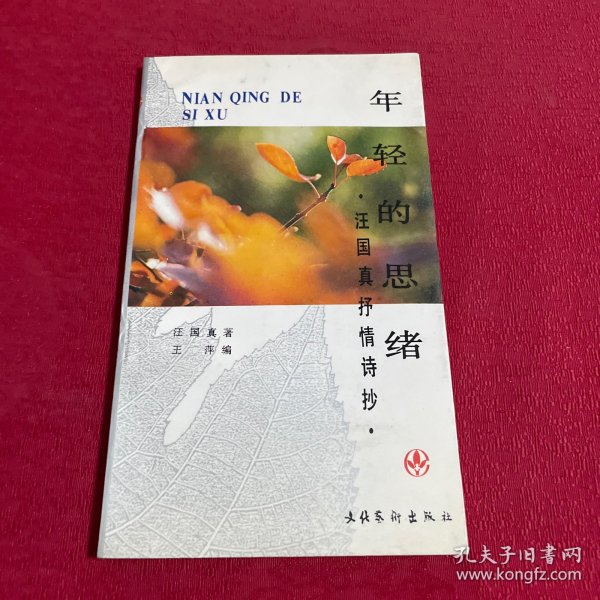 NIAN QING DE
SI XU
年轻的思绪
·汪国真抒情诗抄·
汪国真著
王萍编
文化艺术出版社
孔夫子旧书网
www.kongfz.com